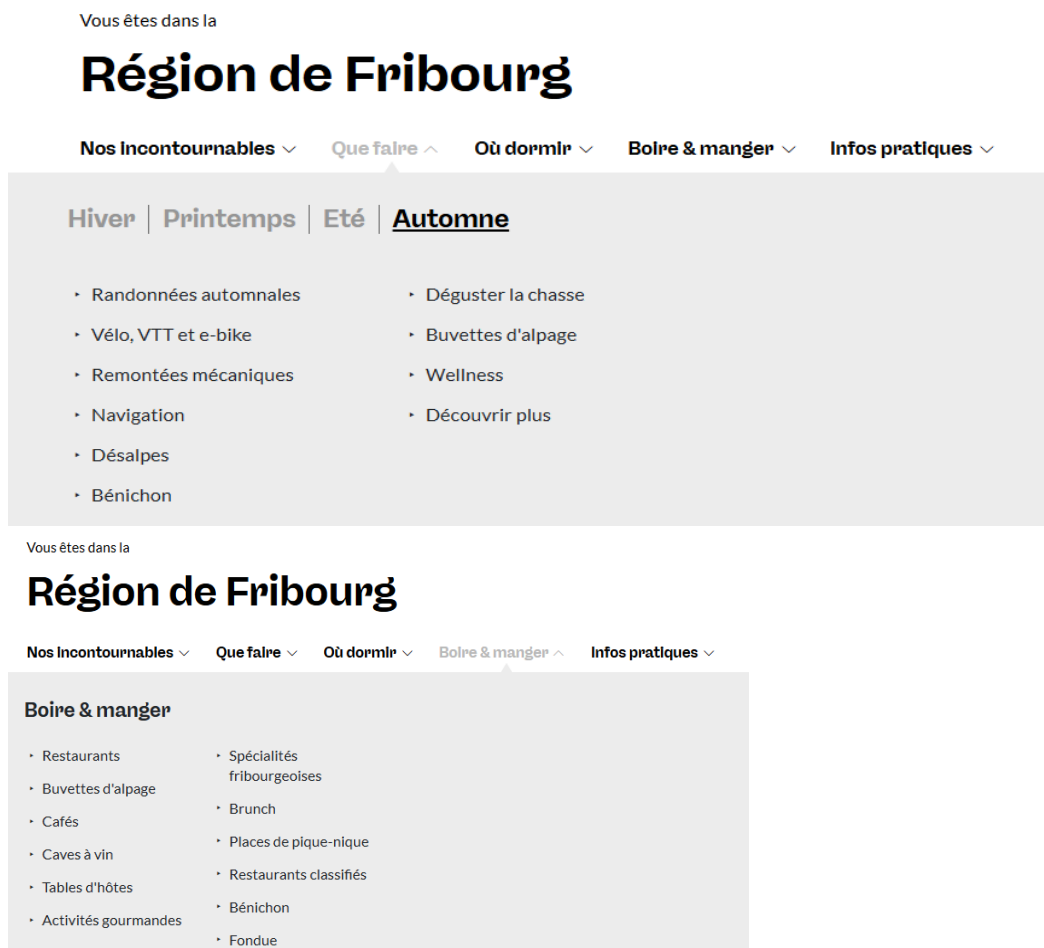 Vous êtes dans la
Région de Fribourg
Nos incontournables Que faire Où dormir Boire & manger Infos pratiques
Hiver | Printemps | Eté | Automne
Randonnées automnales
Vélo, VTT et e-bike
Remontées mécaniques
Navigation
Désalpes
Bénichon
Déguster la chasse
Buvettes d'alpage
Wellness
Découvrir plus
Vous êtes dans la
Région de Fribourg
Nos incontournables Que faire Où dormir Boire & manger Infos pratiques
Boire & manger
Restaurants
Buvettes d'alpage
Cafés
Caves à vin
Tables d'hôtes
Activités gourmandes
Spécialités
fribourgeoises
Brunch
Places de pique-nique
Restaurants classifiés
Bénichon
Fondue